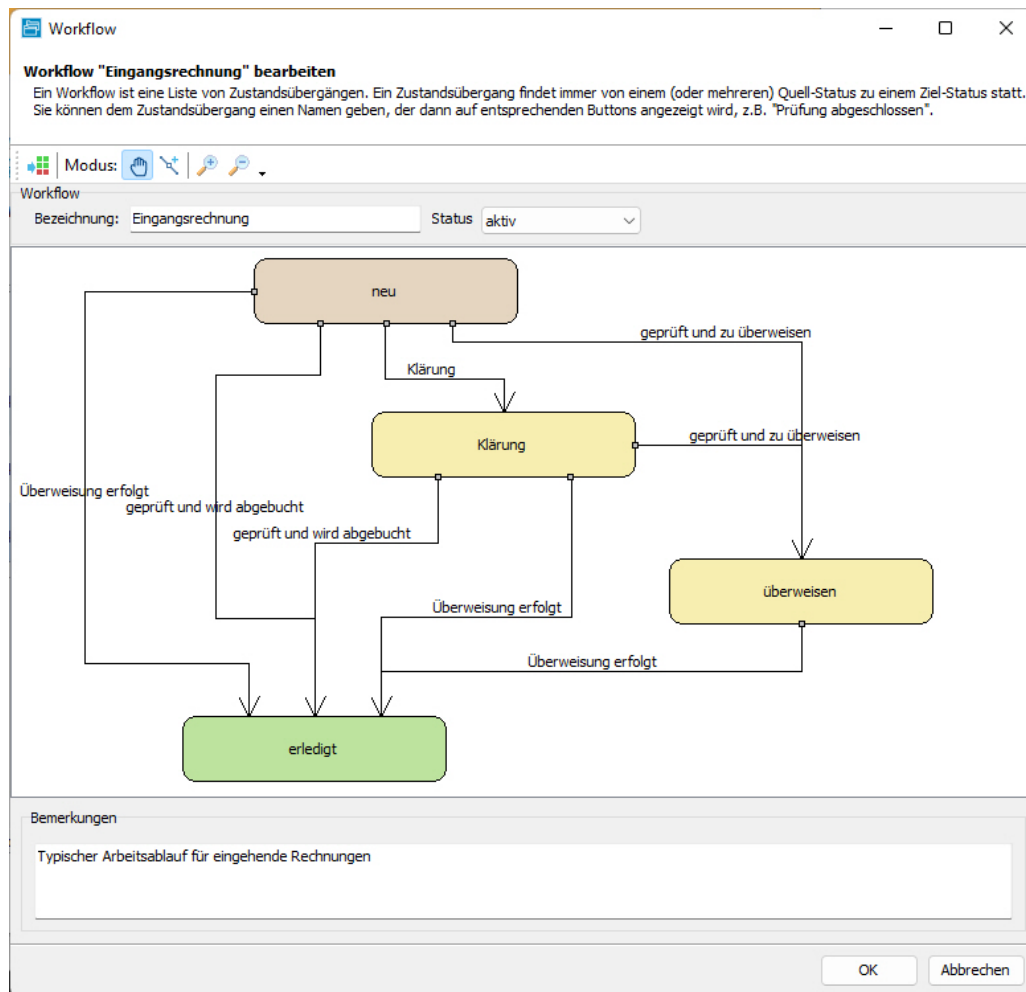 Workflow
Workflow "Eingangsrechnung" bearbeiten
Ein Workflow ist eine Liste von Zustandsübergängen. Ein Zustandsübergang findet immer von einem (oder mehreren) Quell-Status zu einem Ziel-Status statt.
Sie können dem Zustandsübergang einen Namen geben, der dann auf entsprechenden Buttons angezeigt wird, z.B. "Prüfung abgeschlossen".
Modus:
Workflow
Bezeichnung: Eingangsrechnung Status aktiv
neu
geprüft und zu überweisen
Klärung
Klärung
geprüft und zu überweisen
Überweisung erfolgt
geprüft und wird abgebucht
geprüft und wird abgebucht
überweisen
Überweisung erfolgt
Überweisung erfolgt
erledigt
Bemerkungen
Typischer Arbeitsablauf für eingehende Rechnungen
OK Abbrechen